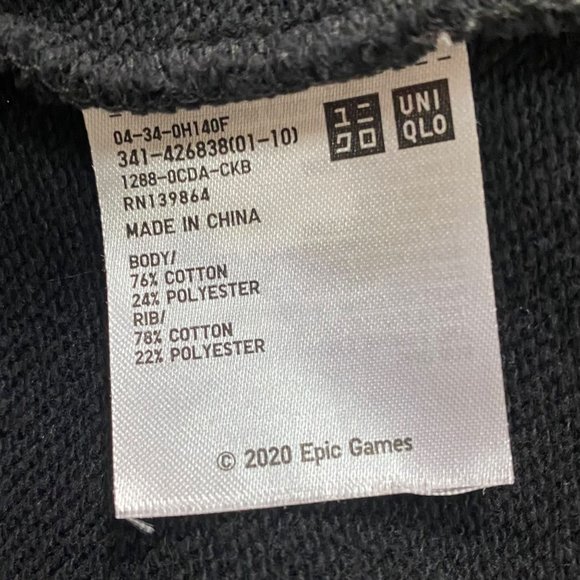 04-34-0H140F
341-426838(01-10)
1288-0CDA-CKB
RN139864
MADE IN CHINA
ユニ
クロ
UNI
QLO
BODY/
76% COTTON
24% POLYESTER
RIB/
78% COTTON
22% POLYESTER
© 2020 Epic Games